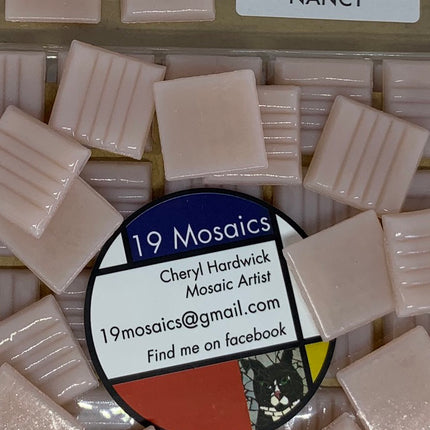 NANCY
19 Mosaics
Cheryl Hardwick
Mosaic Artist
19mosaics@gmail.com
Find me on facebook